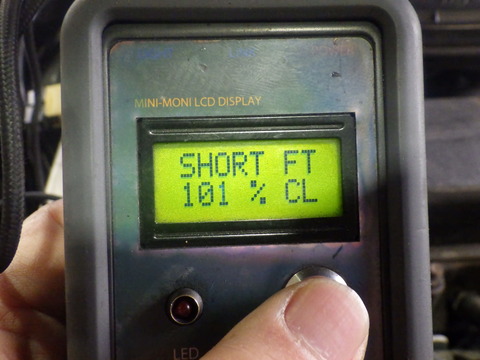 MINI-MONI LCD DISPLAY
SHORT FT
101 % CL
LED